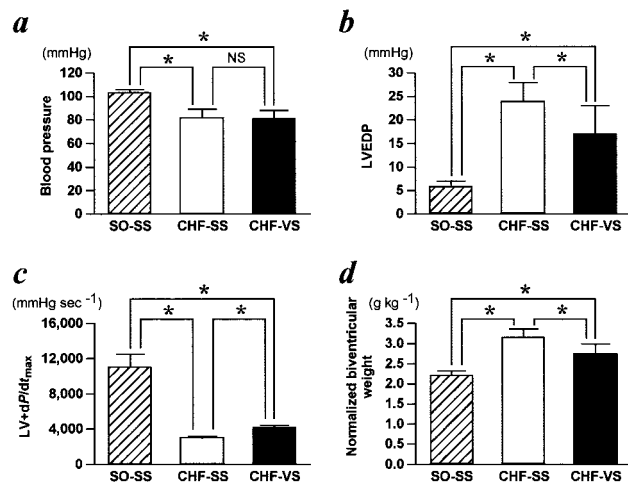 a
(mmHg)
*
*
NS
120
100
80
60
40
20
0
Blood pressure
SO-SS CHF-SS CHF-VS
b
(mmHg)
*
*
*
30
25
20
15
10
5
0
LVEDP
SO-SS CHF-SS CHF-VS
c
(mmHg sec -1)
*
*
*
16,000
12,000
8,000
4,000
0
LV+dP/dtmax
SO-SS CHF-SS CHF-VS
d
(g kg -1)
*
*
*
3.5
3.0
2.5
2.0
1.5
1.0
0.5
0.0
Normalized biventricular
weight
SO-SS CHF-SS CHF-VS